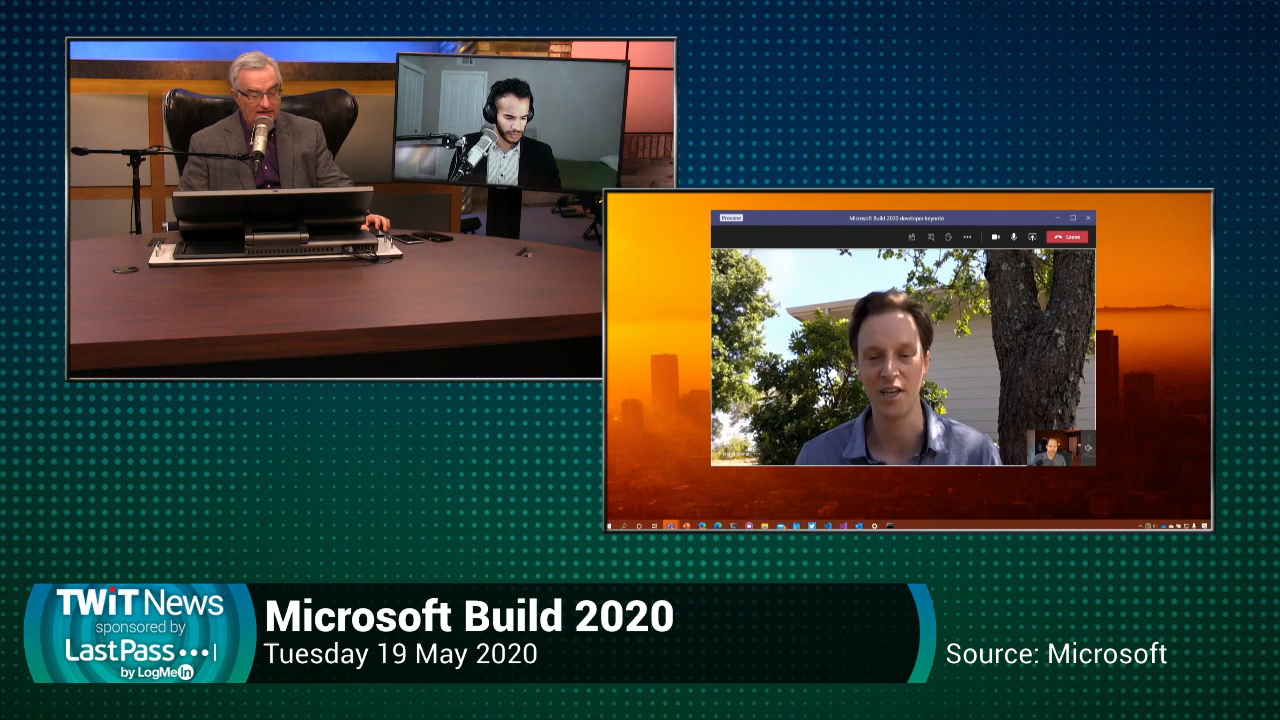 Preview
Microsoft Build 2020 developer keynote
Leave
TWiT News
sponsored by
LastPass
by LogMeIn
Microsoft Build 2020
Tuesday 19 May 2020
Source: Microsoft